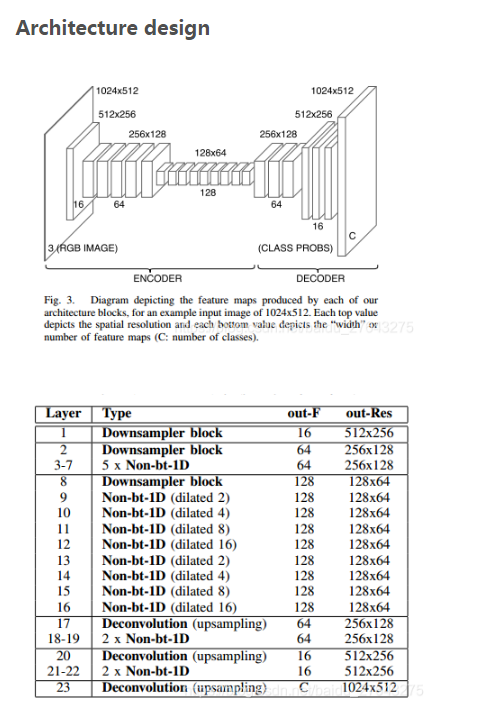 Architecture design
1024x512
1024x512
512x256
512x256
256x128
256x128
128x64
128
16
64
64
16
C
3 (RGB IMAGE)
(CLASS PROBS)
ENCODER
DECODER
Fig. 3. Diagram depicting the feature maps produced by each of our
architecture blocks, for an example input image of 1024x512. Each top value
depicts the spatial resolution and each bottom value depicts the "width" or
number of feature maps (C: number of classes).
Layer Type out-F out-Res
1 Downsampler block 16 512x256
2 Downsampler block 64 256x128
3-7 5 x Non-bt-1D 64 256x128
8 Downsampler block 128 128x64
9 Non-bt-1D (dilated 2) 128 128x64
10 Non-bt-1D (dilated 4) 128 128x64
11 Non-bt-1D (dilated 8) 128 128x64
12 Non-bt-1D (dilated 16) 128 128x64
13 Non-bt-1D (dilated 2) 128 128x64
14 Non-bt-1D (dilated 4) 128 128x64
15 Non-bt-1D (dilated 8) 128 128x64
16 Non-bt-1D (dilated 16) 128 128x64
17 Deconvolution (upsampling) 64 256x128
18-19 2 x Non-bt-1D 64 256x128
20 Deconvolution (upsampling) 16 512x256
21-22 2 x Non-bt-1D 16 512x256
23 Deconvolution (upsampling) C 1024x512